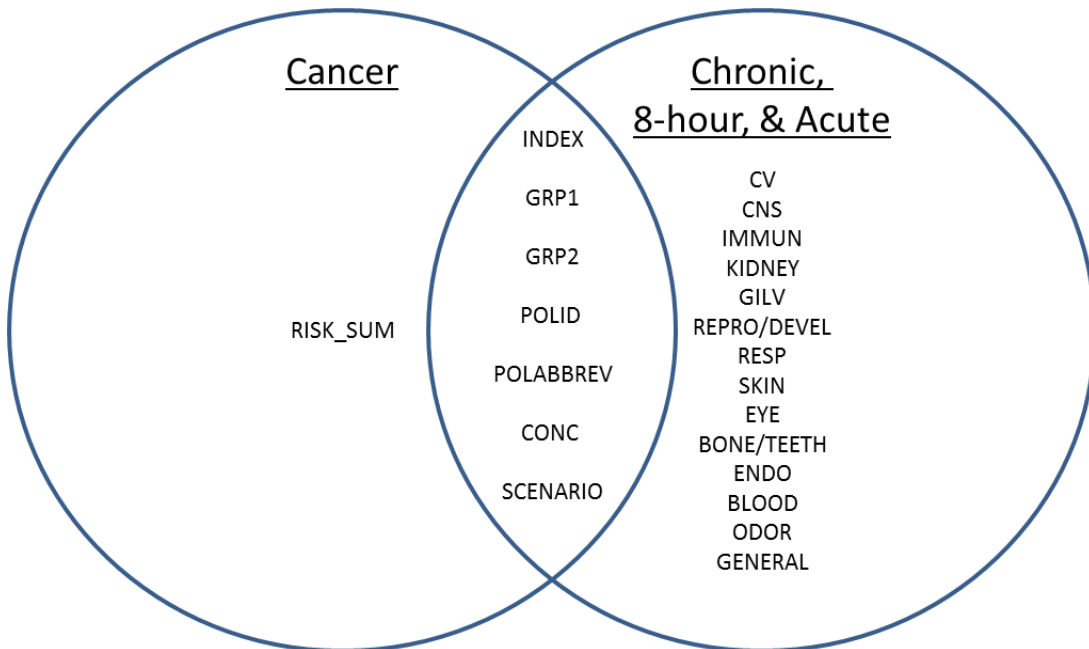 Cancer
Chronic,
8-hour, & Acute
INDEX
GRP1
GRP2
POLID
POLABBREV
CONC
SCENARIO
RISK_SUM
CV
CNS
IMMUN
KIDNEY
GILV
REPRO/DEVEL
RESP
SKIN
EYE
BONE/TEETH
ENDO
BLOOD
ODOR
GENERAL